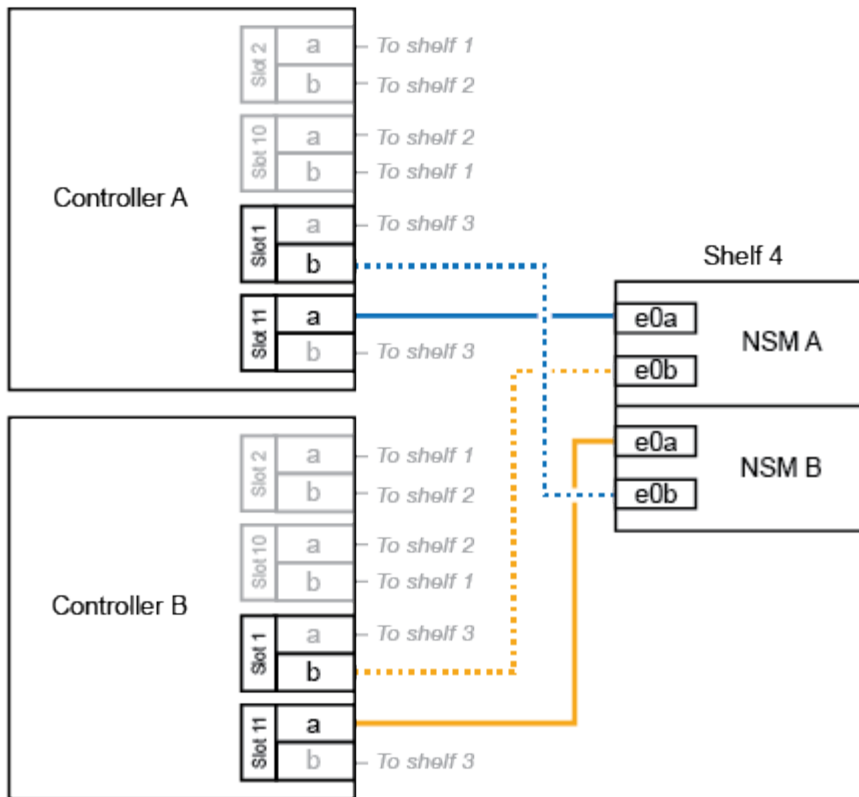 Slot 2
a
To shelf 1
b
To shelf 2
Slot 10
a
To shelf 2
b
To shelf 1
Controller A
Slot 1
a
To shelf 3
b
Slot 11
a
b
To shelf 3
Shelf 4
e0a
NSM A
e0b
e0a
NSM B
e0b
Slot 2
a
To shelf 1
b
To shelf 2
Slot 10
a
To shelf 2
b
To shelf 1
Controller B
Slot 1
a
To shelf 3
b
Slot 11
a
b
To shelf 3